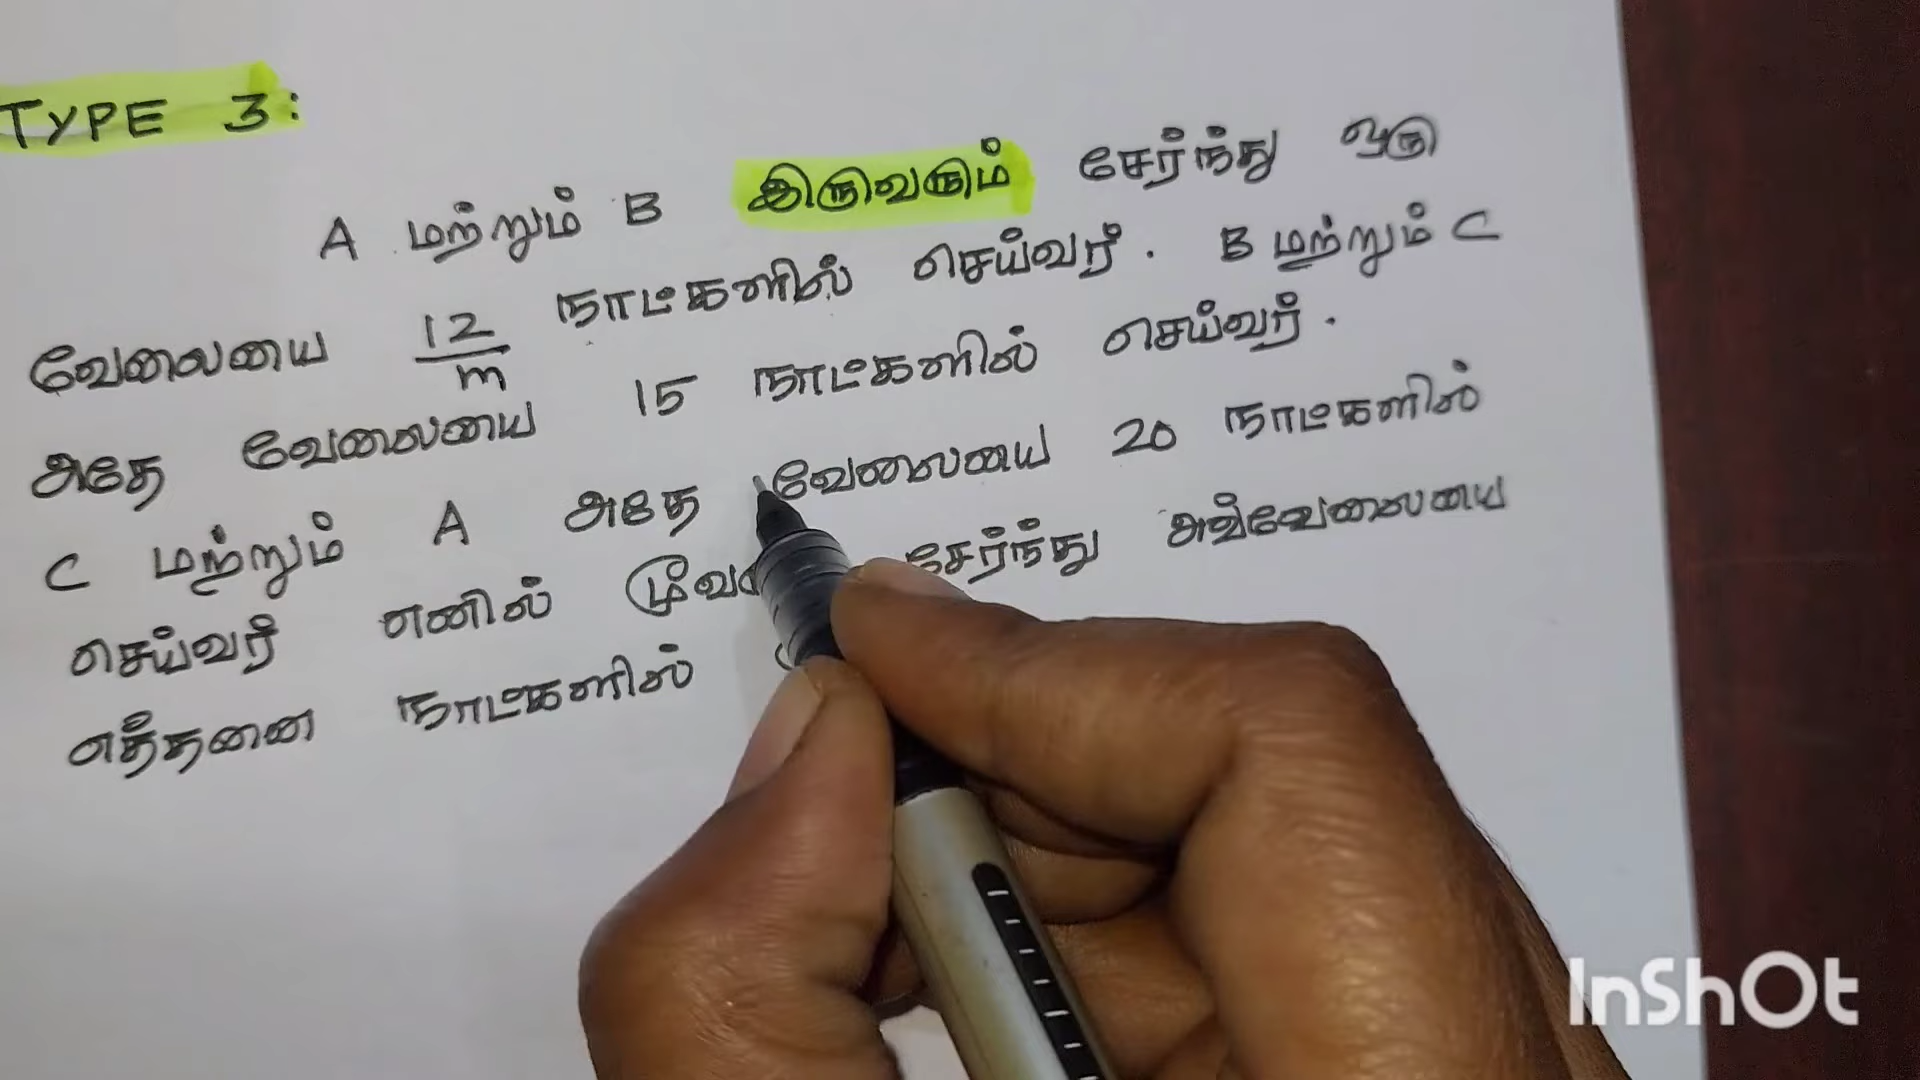 TYPE 3:
A மற்றும் B இருவரும் சேர்ந்து ஒரு
வேலையை 12/m நாட்களில் செய்வர். B மற்றும் C
அதே வேலையை 15 நாட்களில் செய்வர்.
C மற்றும் A அதே வேலையை 20 நாட்களில்
செய்வர் எனில் சேர்ந்து அவ்வேலையை
எத்தனை நாட்களில்
InShOt